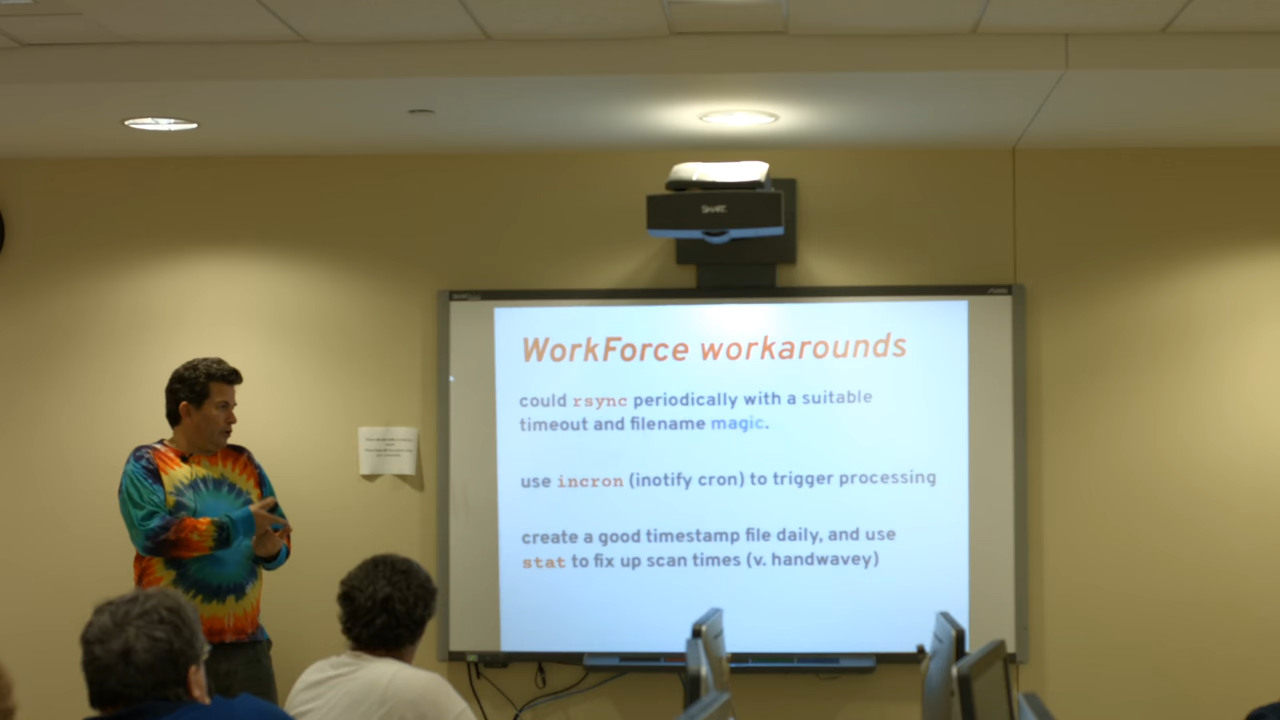 SMART
WorkForce workarounds
could rsync periodically with a suitable
timeout and filename magic.
use incron (inotify cron) to trigger processing
create a good timestamp file daily, and use
stat to fix up scan times (v. handwavey)